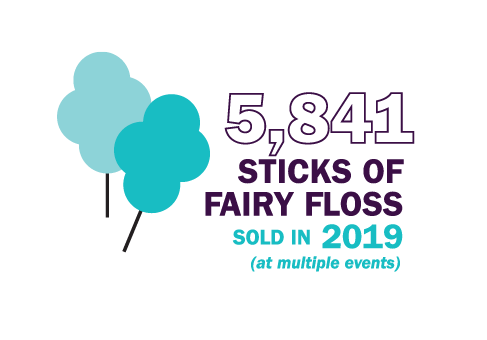 5,841
STICKS OF
FAIRY FLOSS
SOLD IN 2019
(at multiple events)